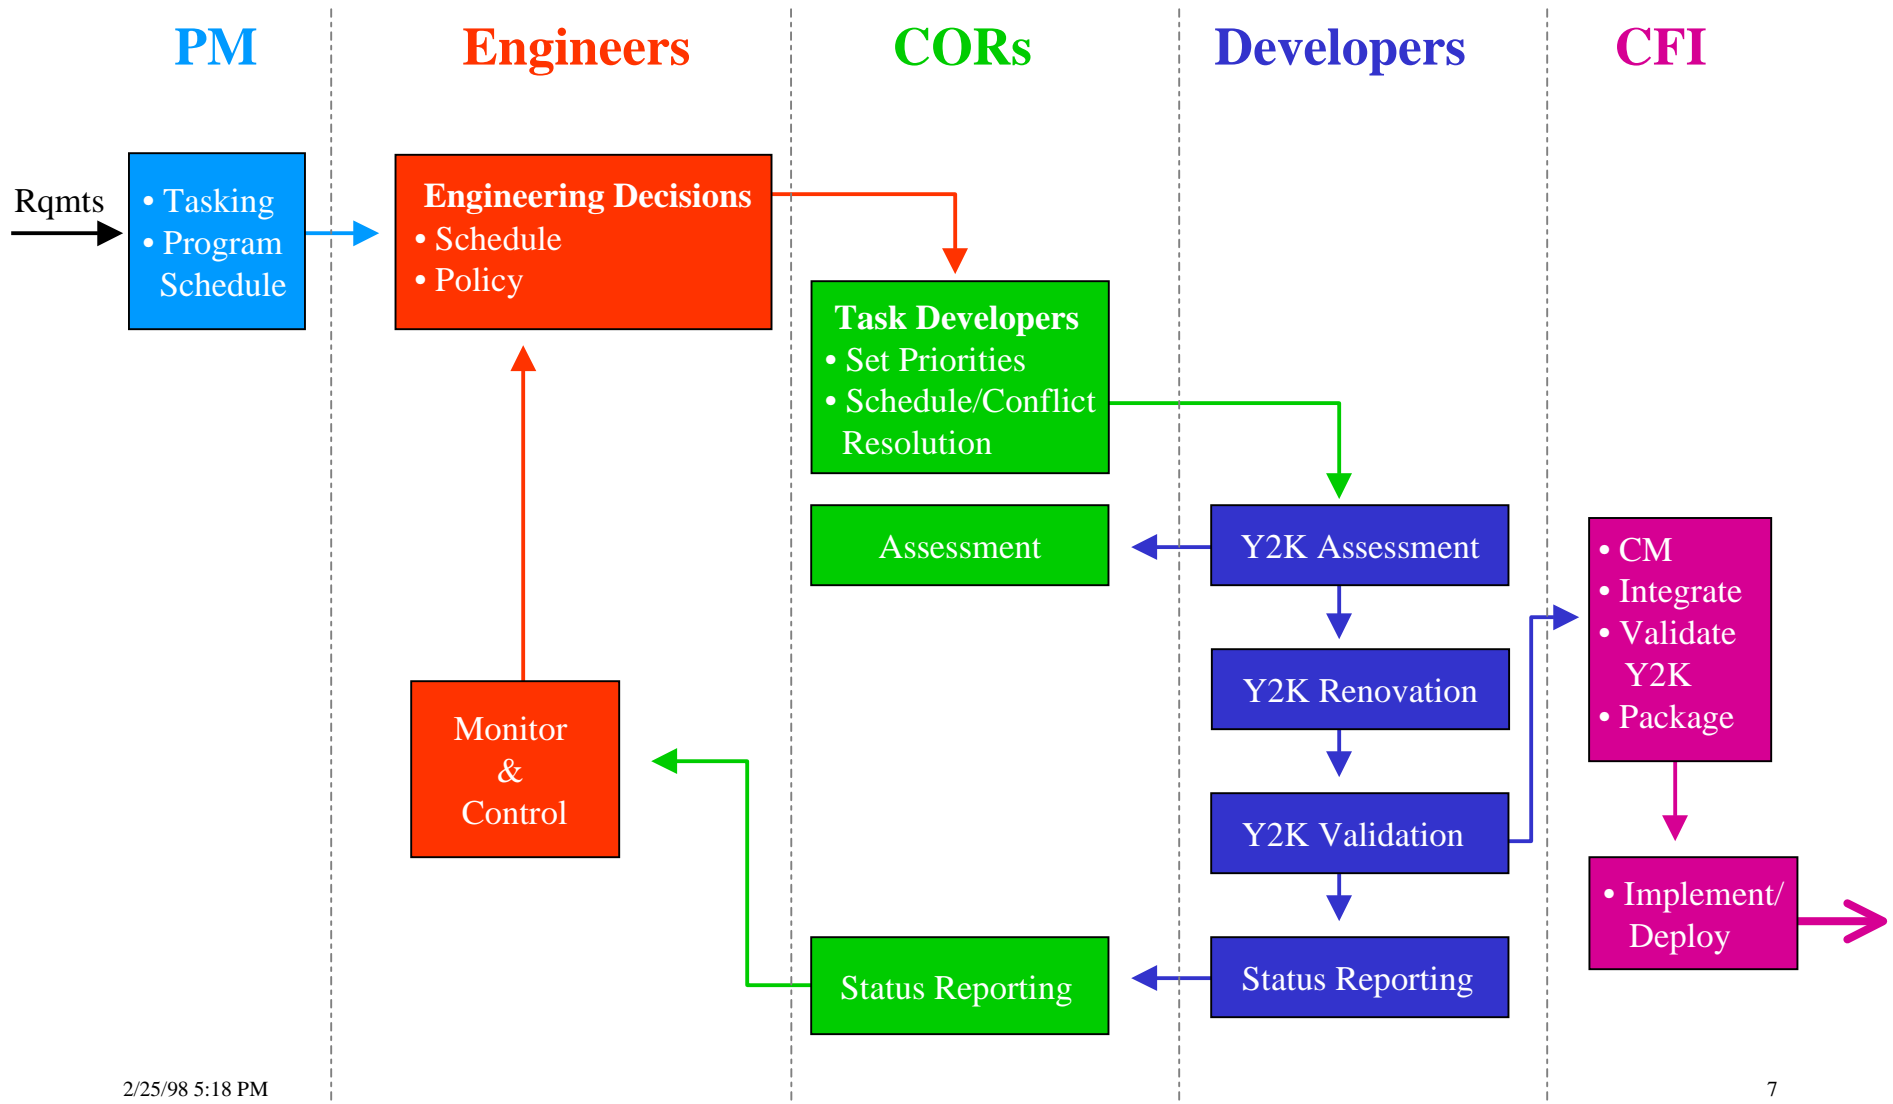 PM
Engineers
CORs
Developers
CFI
Rqmts
• Tasking
• Program
Schedule
Engineering Decisions
• Schedule
• Policy
Task Developers
• Set Priorities
• Schedule/Conflict
Resolution
Assessment
Y2K Assessment
• CM
• Integrate
• Validate
Y2K
• Package
Y2K Renovation
Monitor
&
Control
Y2K Validation
• Implement/
Deploy
Status Reporting
Status Reporting
2/25/98 5:18 PM
7